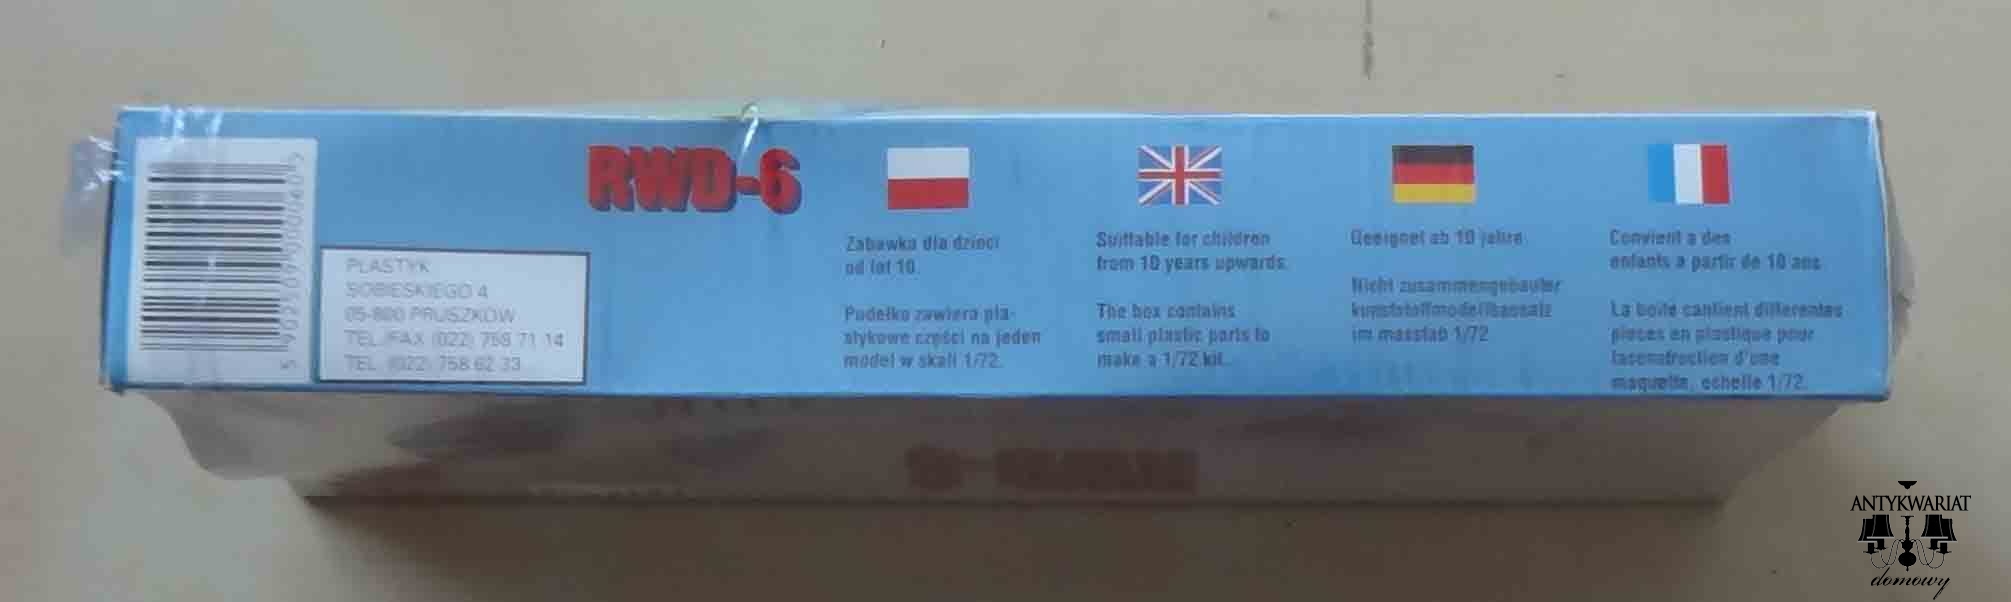 RWD-6
PLASTYK
SOBIESKIEGO 4
05-800 PRUSZKOW
TEL./FAX (022) 758 71 14
TEL. (022) 758 62 33
Zabawka dla dzieci
od lat 10.
Pudełko zawiera pla-
stykowe części na jeden
model w skali 1/72.
Suittable for children
from 10 years upwards.
The box contains
small plastic parts to
make a 1/72 kit.
Geeignet ab 10 jahre
Nicht zusammengebauter
kunststoffmodellbausatz
im masstab 1/72
Convient a des
enfants a partir de 10 ans.
La boite cantient differentes
pieces en plastique pour
d'une
maquette, echelle 1/72.
ANTYKWARIAT
domowy